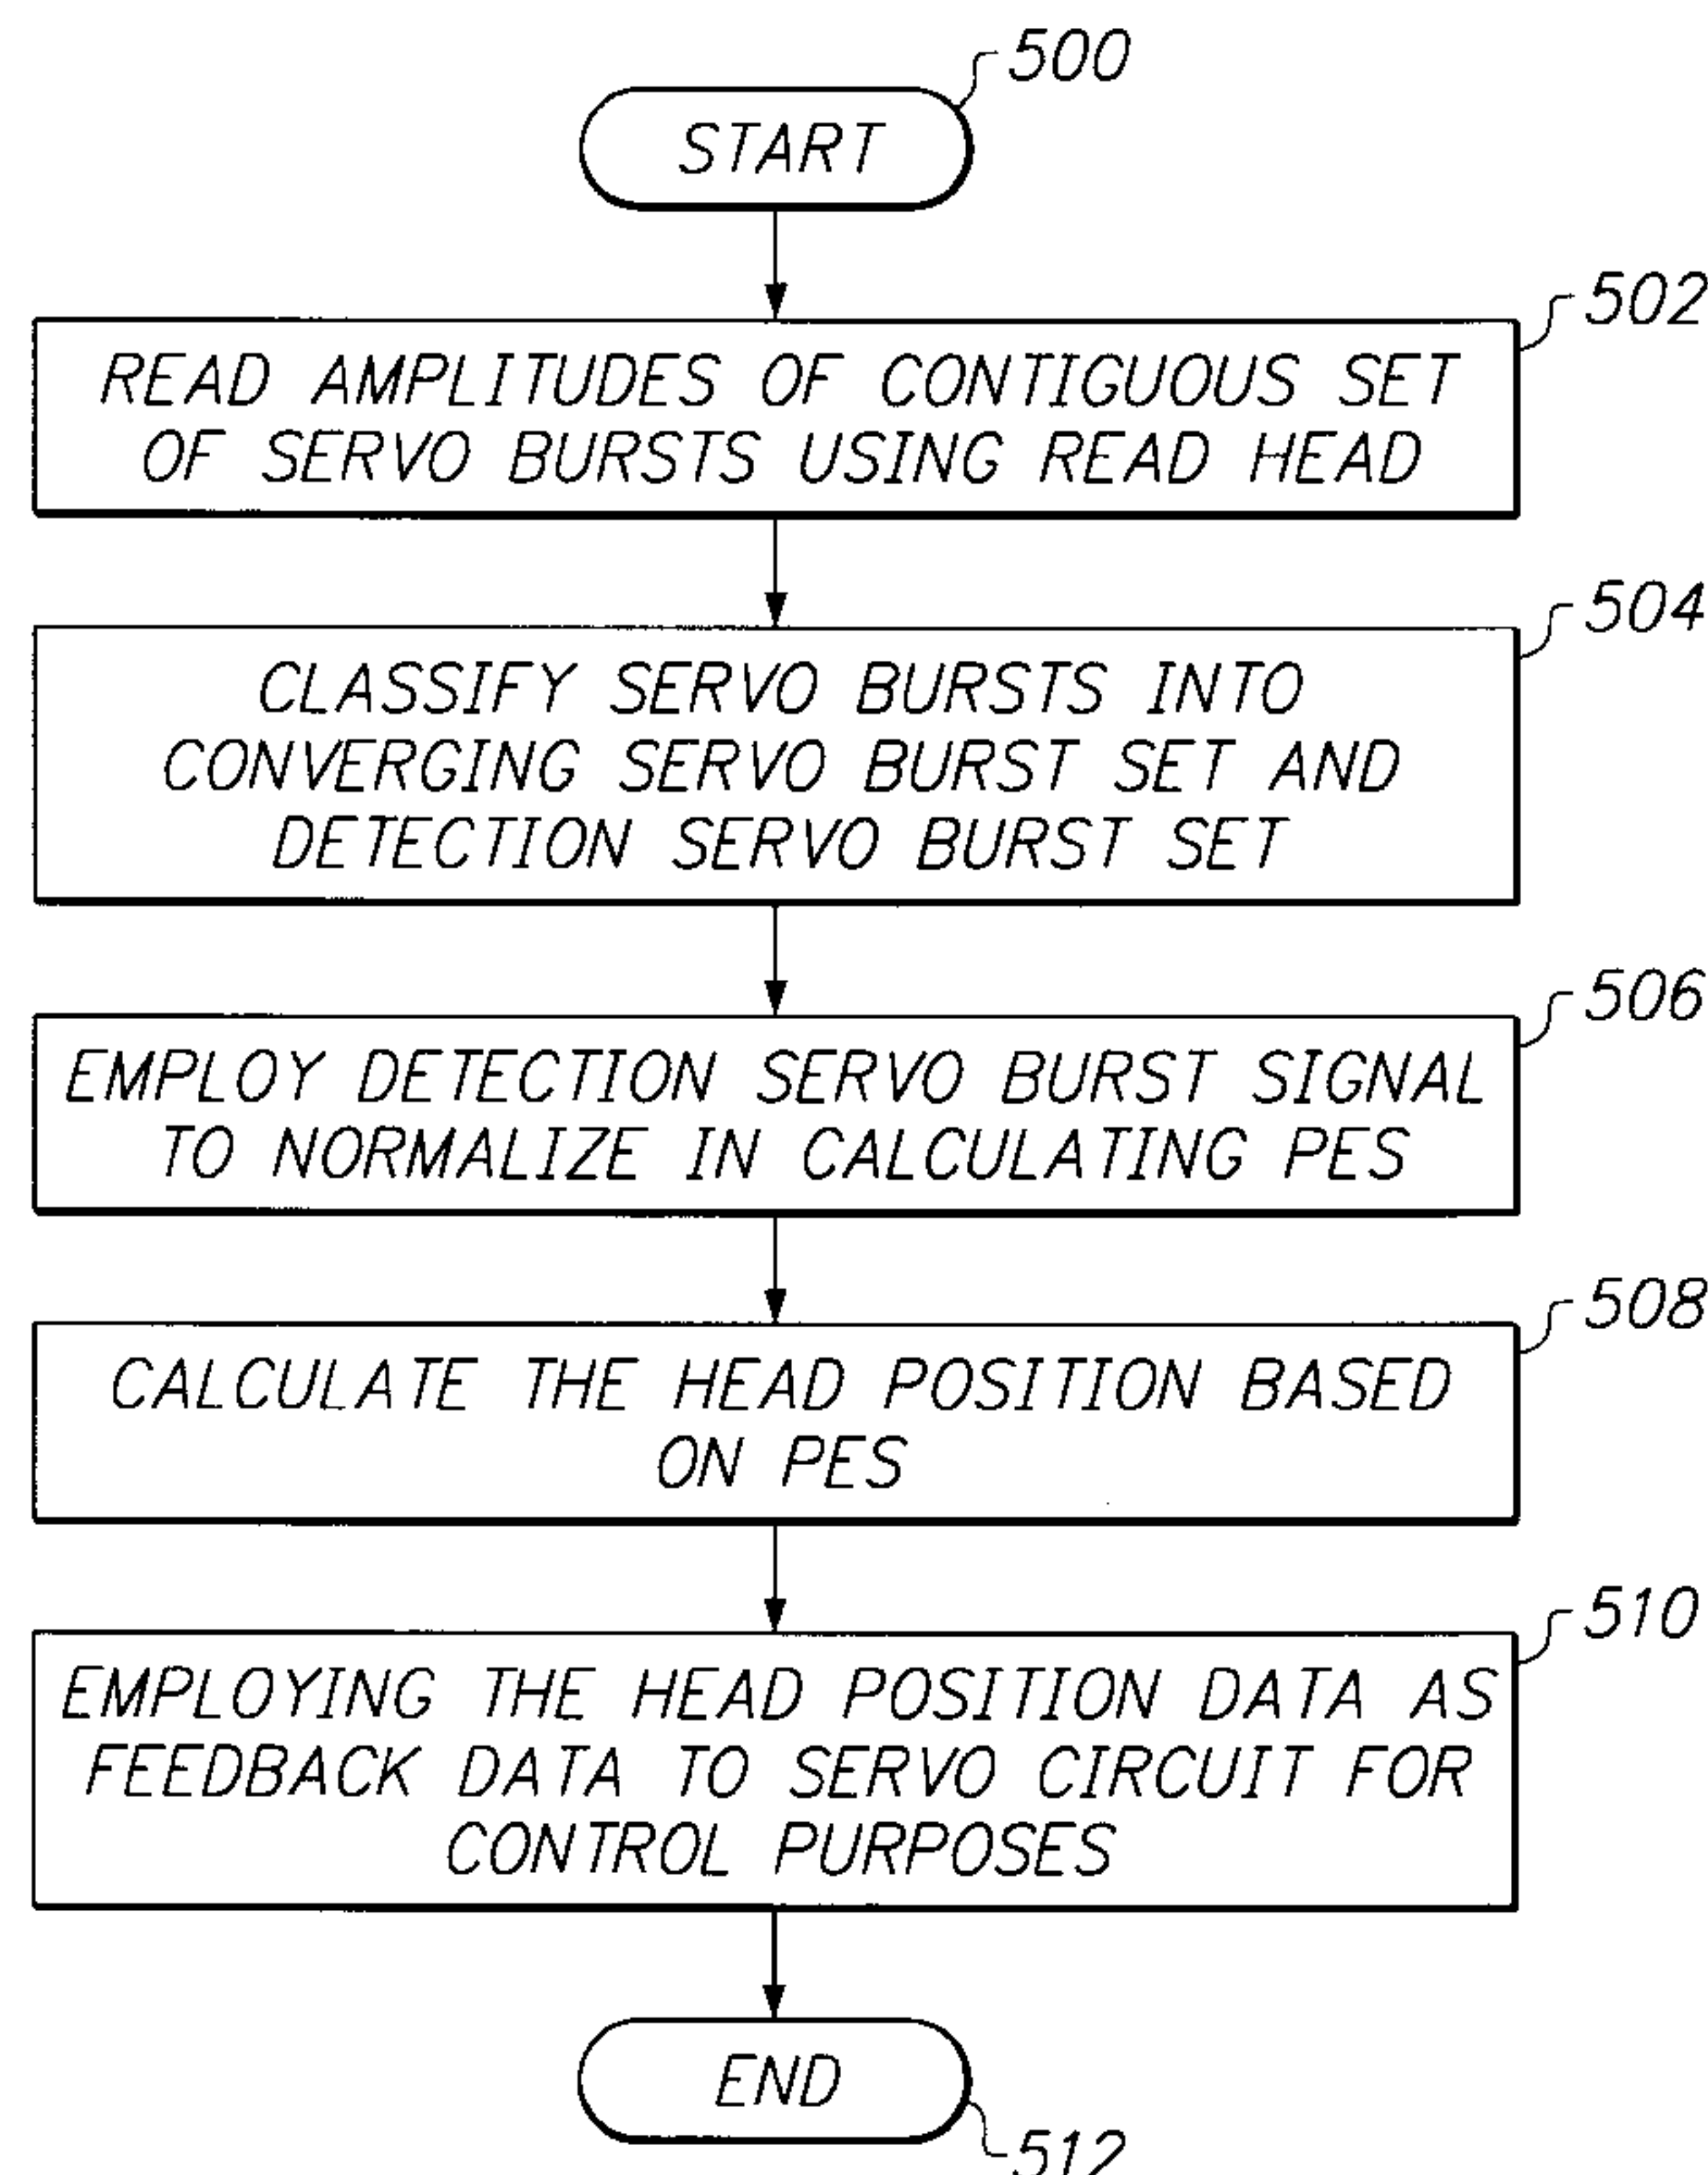 500
START
502
READ AMPLITUDES OF CONTIGUOUS SET
OF SERVO BURSTS USING READ HEAD
504
CLASSIFY SERVO BURSTS INTO
CONVERGING SERVO BURST SET AND
DETECTION SERVO BURST SET
506
EMPLOY DETECTION SERVO BURST SIGNAL
TO NORMALIZE IN CALCULATING PES
508
CALCULATE THE HEAD POSITION BASED
ON PES
510
EMPLOYING THE HEAD POSITION DATA AS
FEEDBACK DATA TO SERVO CIRCUIT FOR
CONTROL PURPOSES
END
512